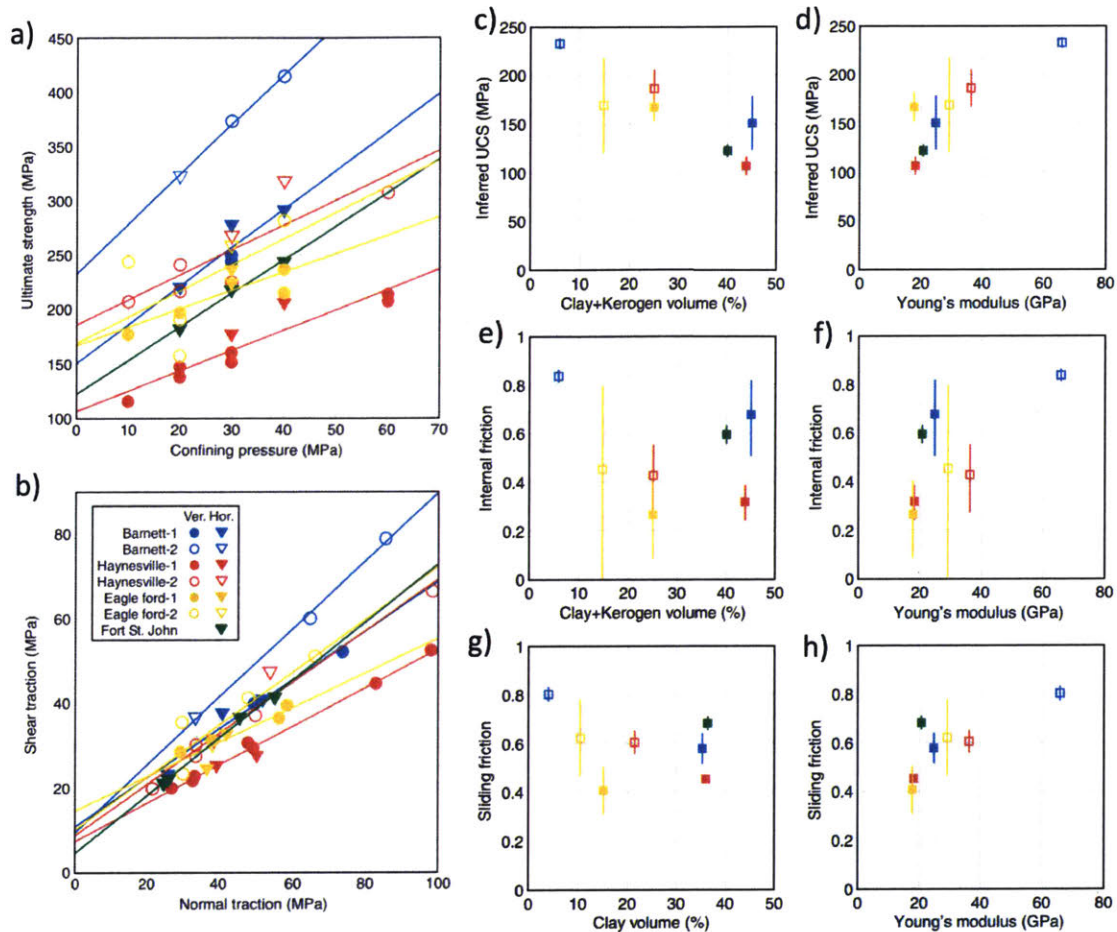 a)
450
400
350
300
250
200
150
100
Ultimate strength (MPa)
0 10 20 30 40 50 60 70
Confining pressure (MPa)
b)
80
60
40
20
0
Shear traction (MPa)
Ver. Hor.
Barnett-1
Barnett-2
Haynesville-1
Haynesville-2
Eagle ford-1
Eagle ford-2
Fort St. John
0 20 40 60 80 100
Normal traction (MPa)
c)
250
200
150
100
50
0
Inferred UCS (MPa)
0 10 20 30 40 50
Clay+Kerogen volume (%)
d)
250
200
150
100
50
0
Inferred UCS (MPa)
0 20 40 60 80
Young's modulus (GPa)
e)
1
0.8
0.6
0.4
0.2
0
Internal friction
0 10 20 30 40 50
Clay+Kerogen volume (%)
f)
1
0.8
0.6
0.4
0.2
0
Internal friction
0 20 40 60 80
Young's modulus (GPa)
g)
1
0.8
0.6
0.4
0.2
0
Sliding friction
0 10 20 30 40 50
Clay volume (%)
h)
1
0.8
0.6
0.4
0.2
0
Sliding friction
0 20 40 60 80
Young's modulus (GPa)